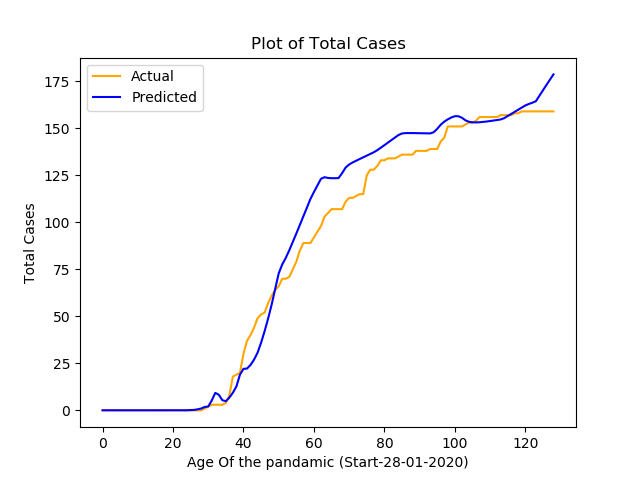 Plot of Total Cases
Actual
Predicted
175
150
125
100
75
50
25
0
Total Cases
0 20 40 60 80 100 120
Age Of the pandamic (Start-28-01-2020)